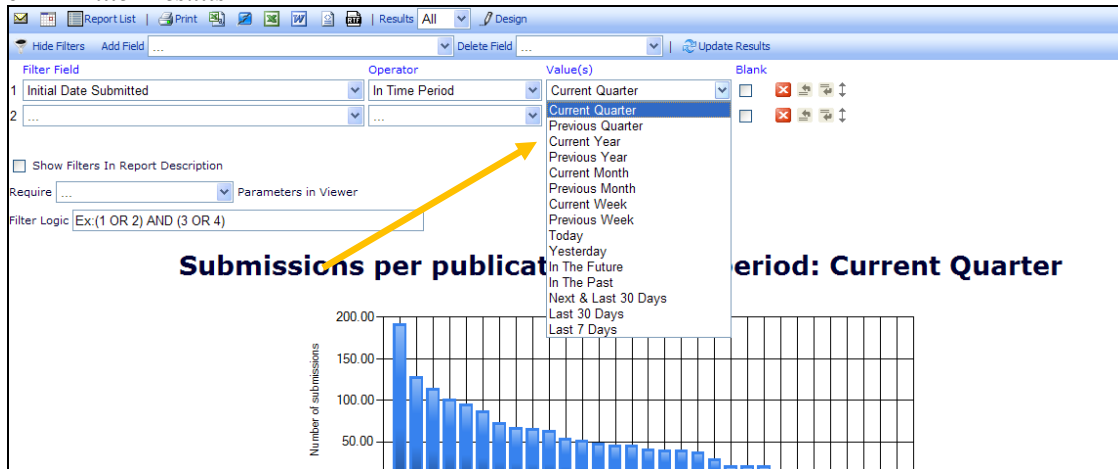 Report List | Print | Results All Design
Hide Filters Add Field ... Delete Field ... | Update Results
Filter Field Operator Value(s) Blank
1 Initial Date Submitted In Time Period Current Quarter
2 ... ...
Current Quarter
Previous Quarter
Current Year
Previous Year
Current Month
Previous Month
Current Week
Previous Week
Today
Yesterday
In The Future
In The Past
Next & Last 30 Days
Last 30 Days
Last 7 Days
Show Filters In Report Description
Require ... Parameters in Viewer
Filter Logic Ex:(1 OR 2) AND (3 OR 4)
Submissions per publicat eriod: Current Quarter
Number of submissions
200.00
150.00
100.00
50.00